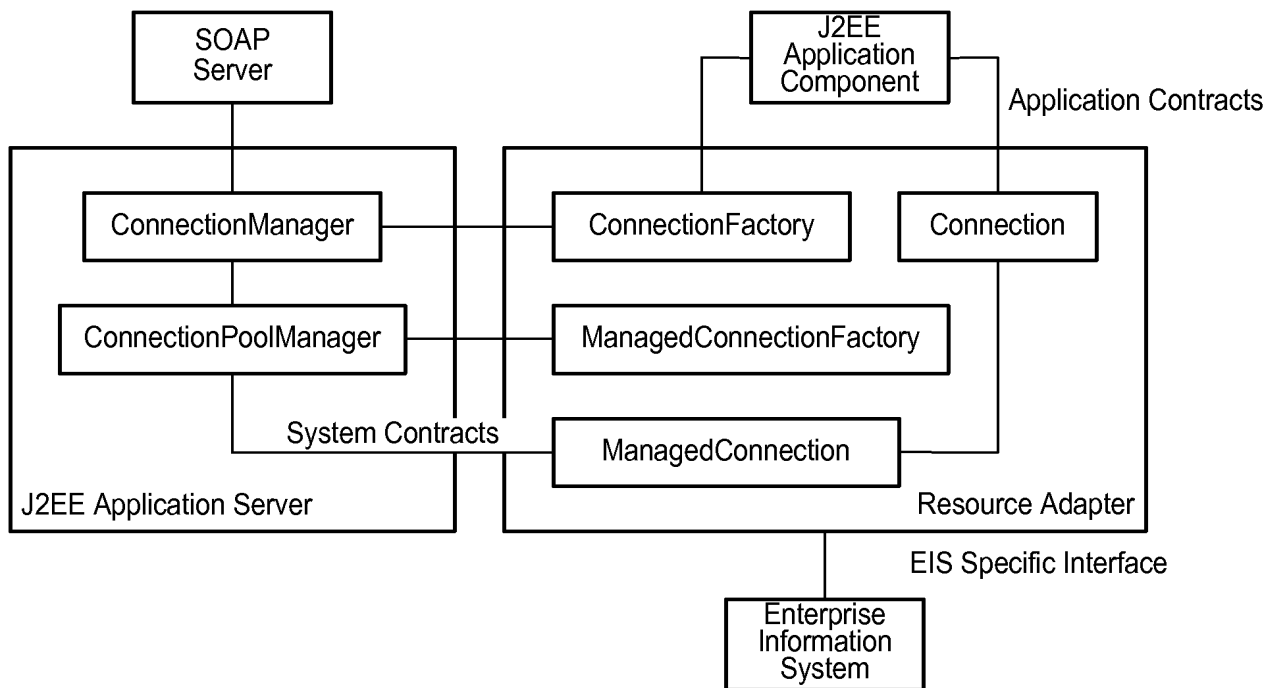 SOAP
Server
J2EE
Application
Component
Application Contracts
ConnectionManager
ConnectionFactory
Connection
ConnectionPoolManager
ManagedConnectionFactory
System Contracts
ManagedConnection
J2EE Application Server
Resource Adapter
EIS Specific Interface
Enterprise
Information
System